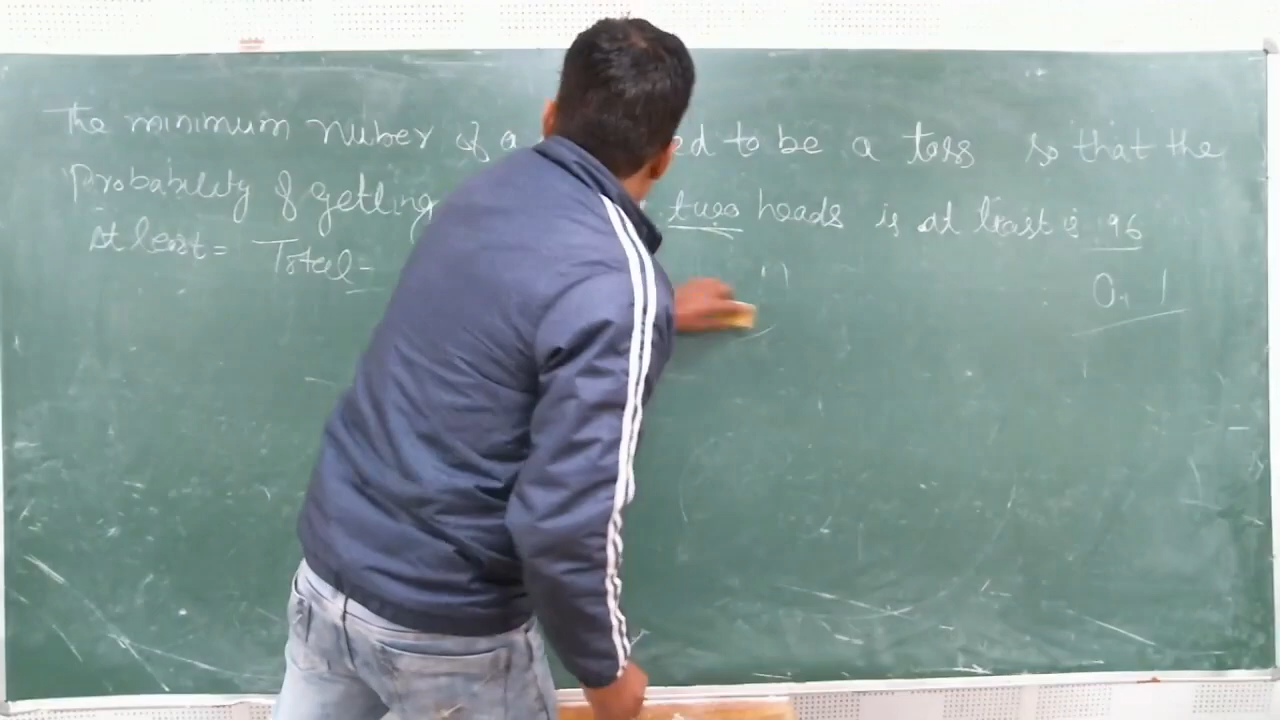 The minimum nuber of a ed to be a toss so that the
Probability of getting two heads is at least is .96
At least = Total =
0, 1